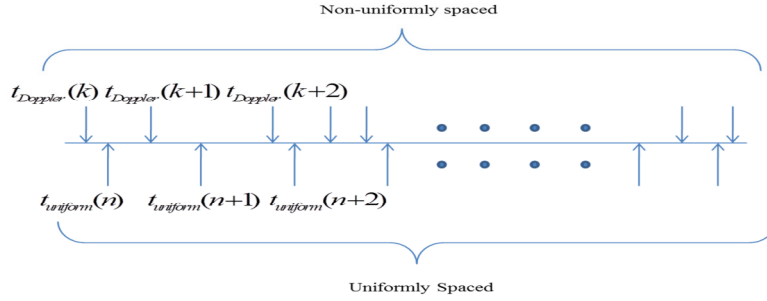 Non-uniformly spaced
t_Doppler(k) t_Doppler(k+1) t_Doppler(k+2)
t_uniform(n) t_uniform(n+1) t_uniform(n+2)
Uniformly Spaced